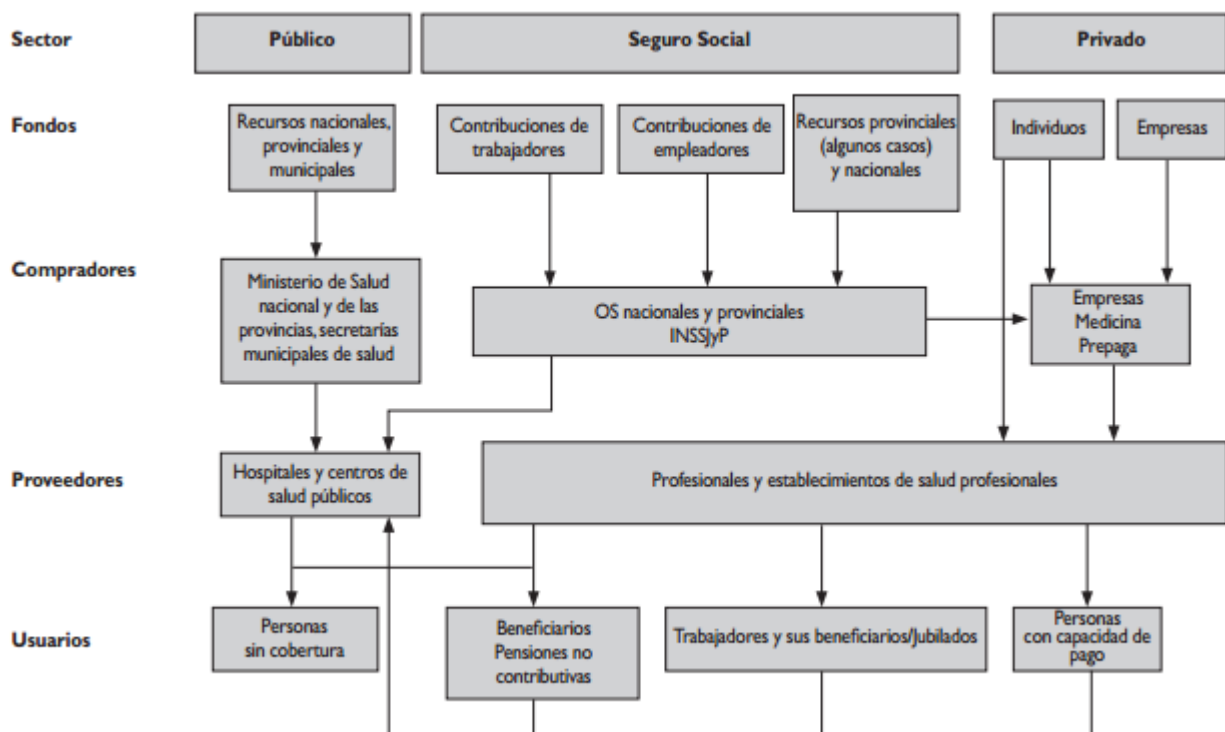 Sector
Público
Seguro Social
Privado
Fondos
Recursos nacionales,
provinciales y
municipales
Contribuciones de
trabajadores
Contribuciones de
empleadores
Recursos provinciales
(algunos casos)
y nacionales
Individuos
Empresas
Compradores
Ministerio de Salud
nacional y de las
provincias, secretarías
municipales de salud
OS nacionales y provinciales
INSSJyP
Empresas
Medicina
Prepaga
Proveedores
Hospitales y centros de
salud públicos
Profesionales y establecimientos de salud profesionales
Usuarios
Personas
sin cobertura
Beneficiarios
Pensiones no
contributivas
Trabajadores y sus beneficiarios/Jubilados
Personas
con capacidad de
pago